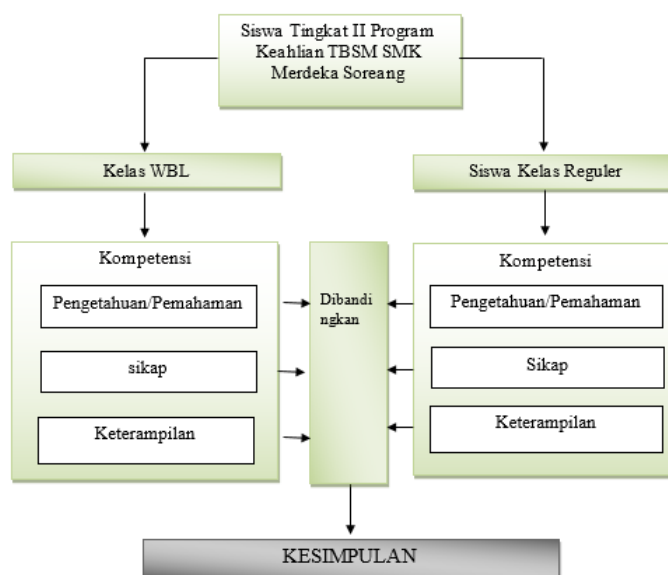 Siswa Tingkat II Program
Keahlian TBSM SMK
Merdeka Soreang
Kelas WBL
Siswa Kelas Reguler
Kompetensi
Pengetahuan/Pemahaman
sikap
Keterampilan
Dibandi
ngkan
Kompetensi
Pengetahuan/Pemahaman
Sikap
Keterampilan
KESIMPULAN